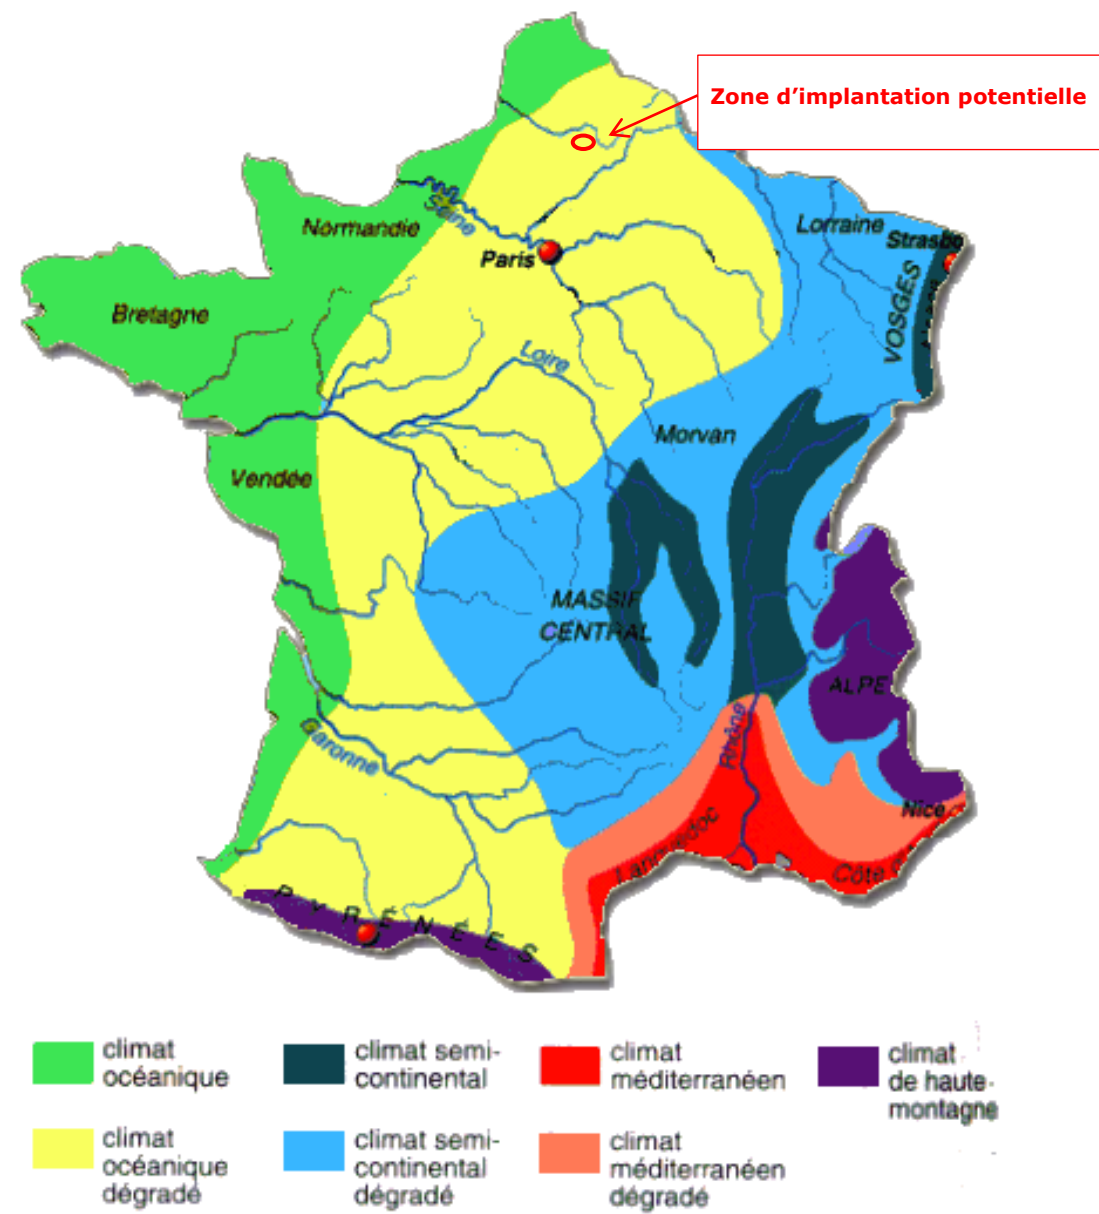 Zone d’implantation potentielle
Normandie
Seine
Lorraine
Strasbo
Paris
Bretagne
VOSGES
Loire
Morvan
Vendée
MASSIF
CENTRAL
ALPE
Rhône
Garonne
Nice
Languedoc
Côte d'
PYRÉNÉES
climat
océanique
climat semi-
continental
climat
méditerranéen
climat
de haute-
montagne
climat
océanique
dégradé
climat semi-
continental
dégradé
climat
méditerranéen
dégradé